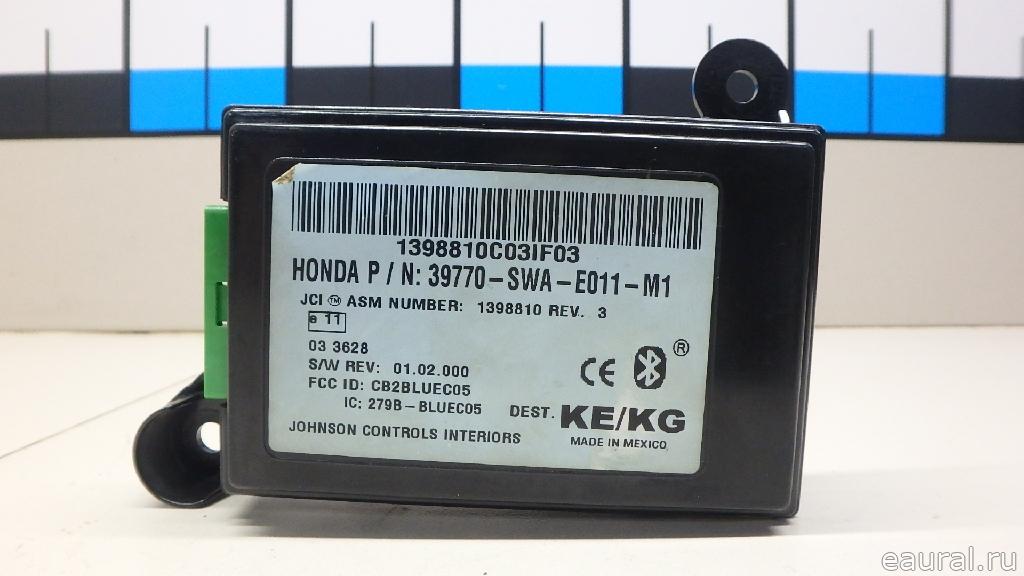 1398810C03IF03
HONDA P / N: 39770-SWA-E011-M1
JCI™ ASM NUMBER: 1398810 REV. 3
e 11
03 3628
S/W REV: 01.02.000
FCC ID: CB2BLUEC05
IC: 279B-BLUEC05
CE ®
DEST. KE/KG
JOHNSON CONTROLS INTERIORS
MADE IN MEXICO
eaural.ru